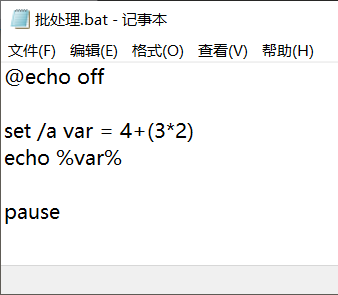 批处理.bat - 记事本
文件(F) 编辑(E) 格式(O) 查看(V) 帮助(H)
@echo off
set /a var = 4+(3*2)
echo %var%
pause